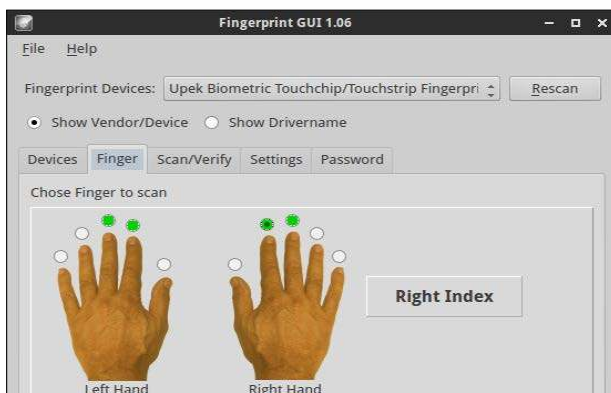 Fingerprint GUI 1.06
File Help
Fingerprint Devices: Upek Biometric Touchchip/Touchstrip Fingerpri Rescan
Show Vendor/Device Show Drivername
Devices Finger Scan/Verify Settings Password
Chose Finger to scan
Right Index
Left Hand Right Hand